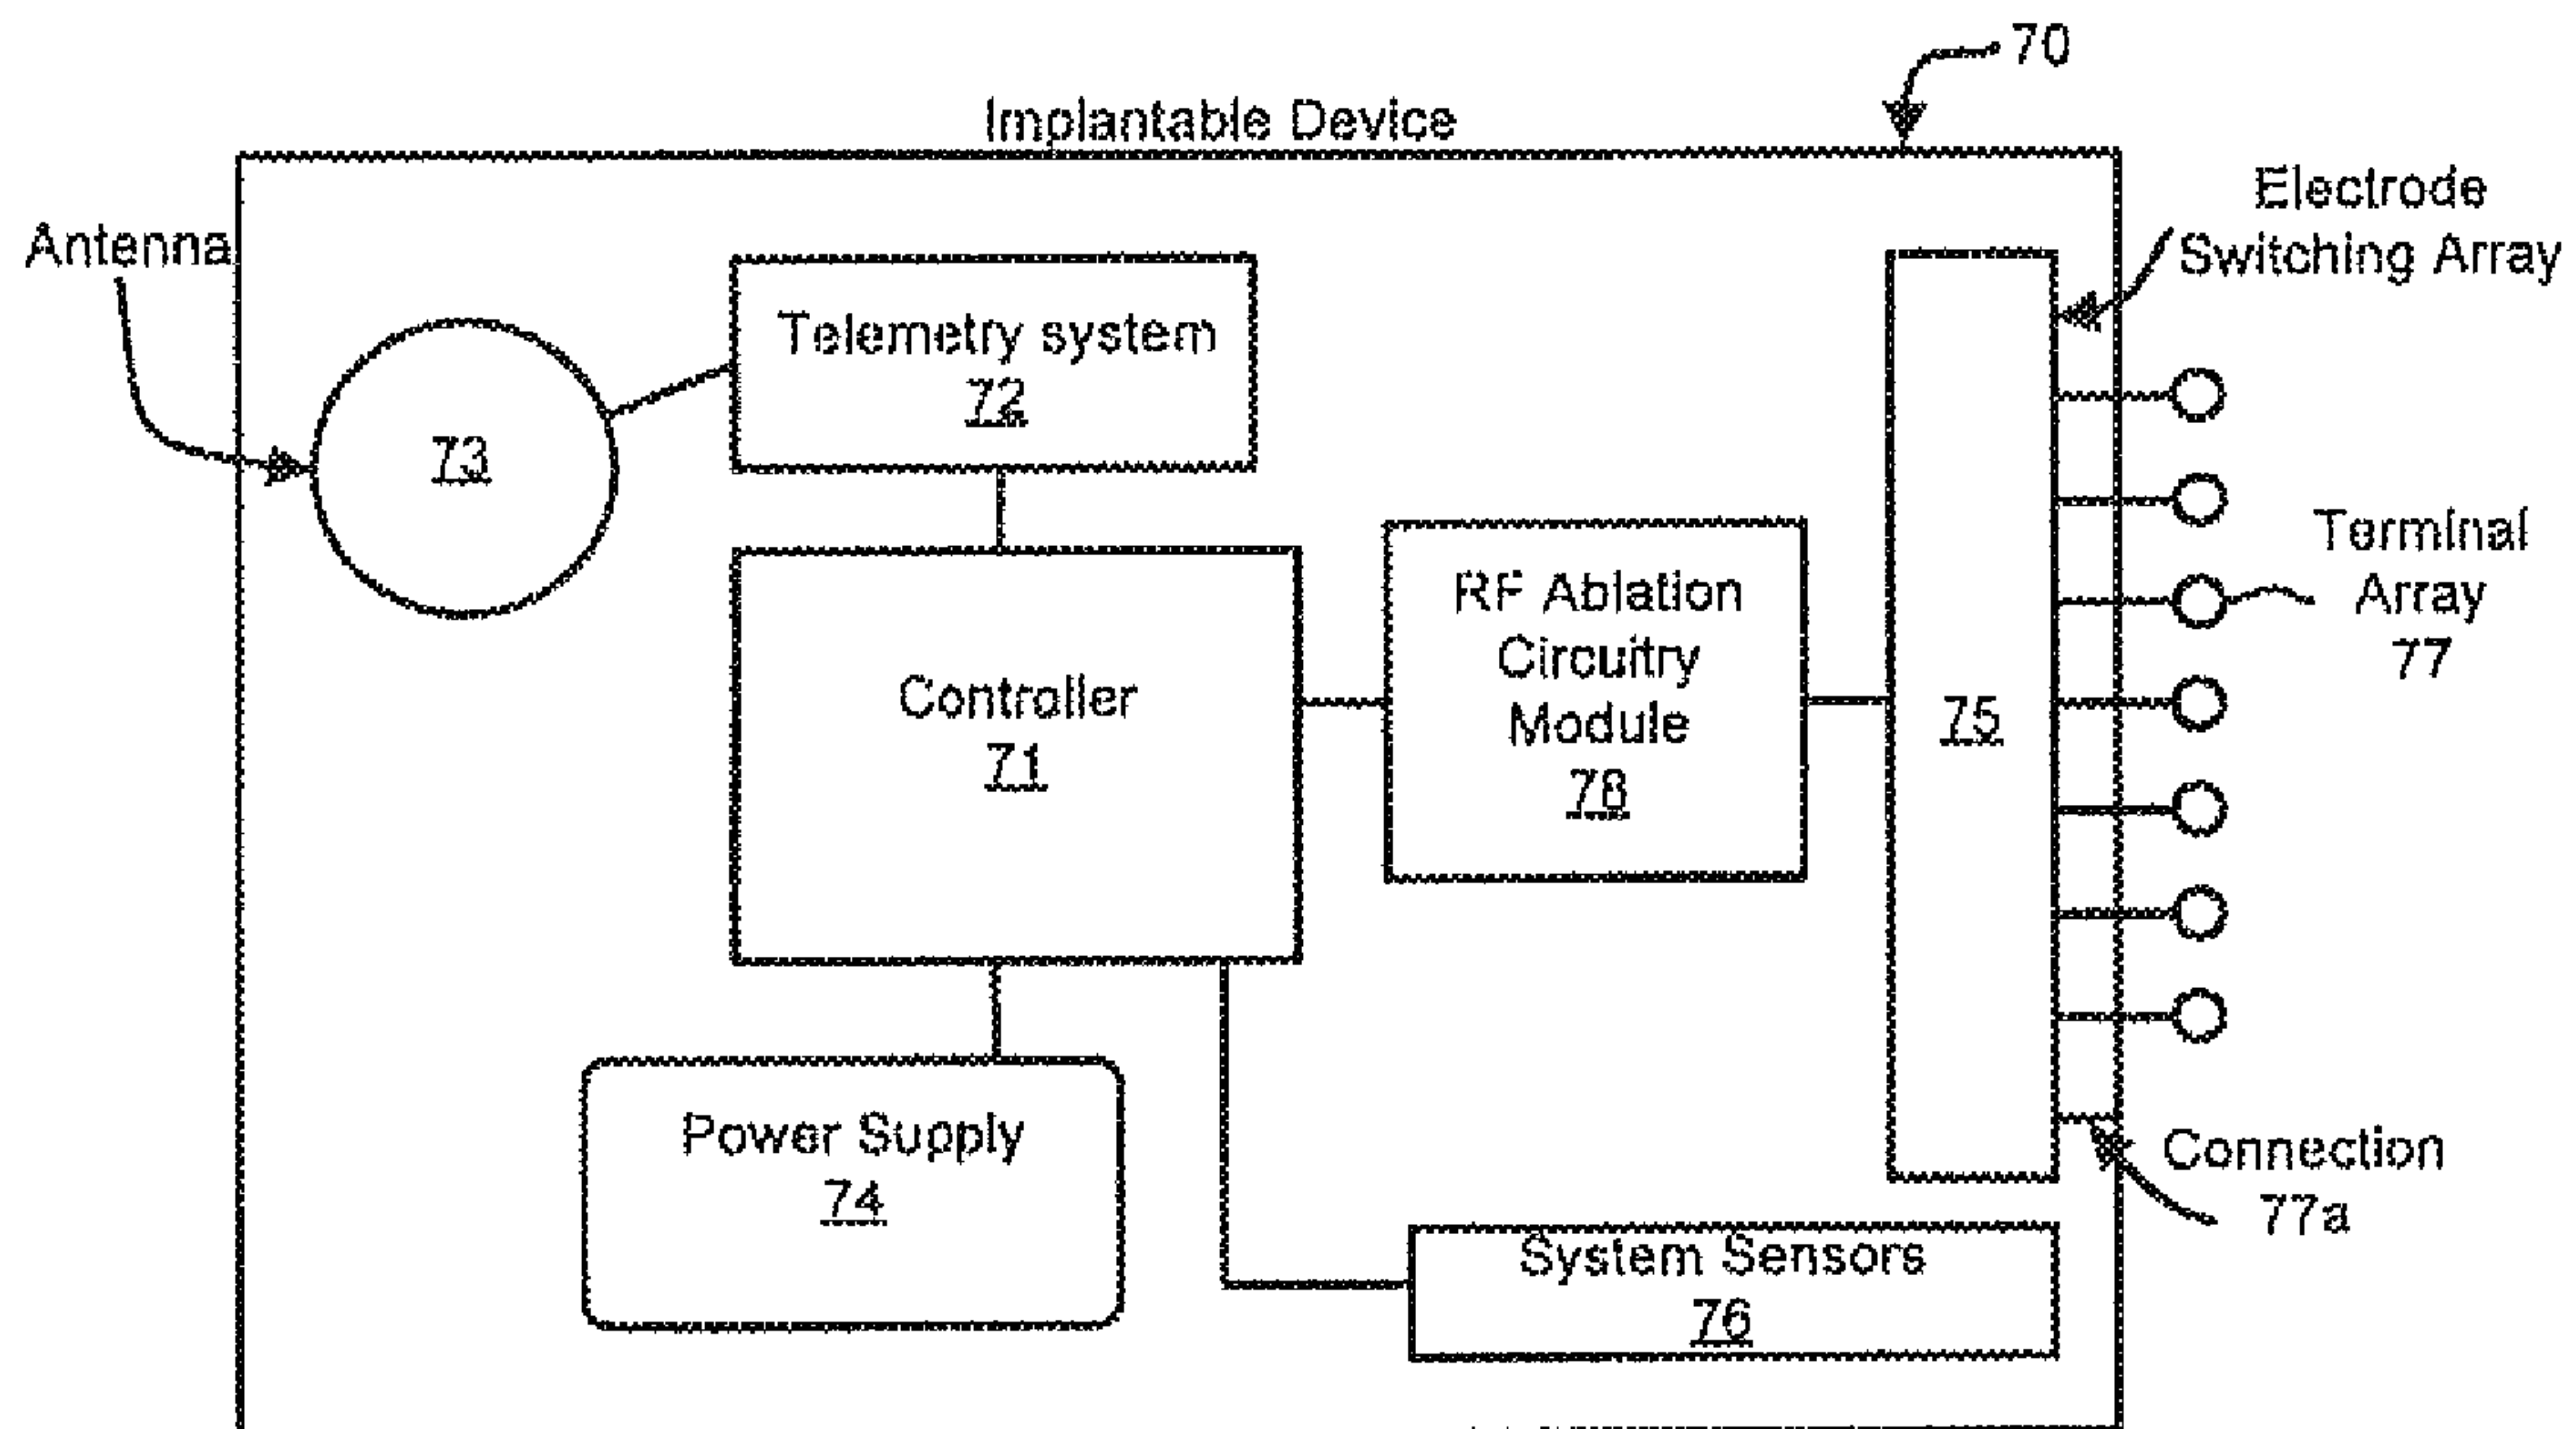 70
Implantable Device
Electrode
Switching Array
Antenna
Telemetry system
72
73
Terminal
Array
77
RF Ablation
Circuitry
Module
78
Controller
71
75
Power Supply
74
Connection
77a
System Sensors
76